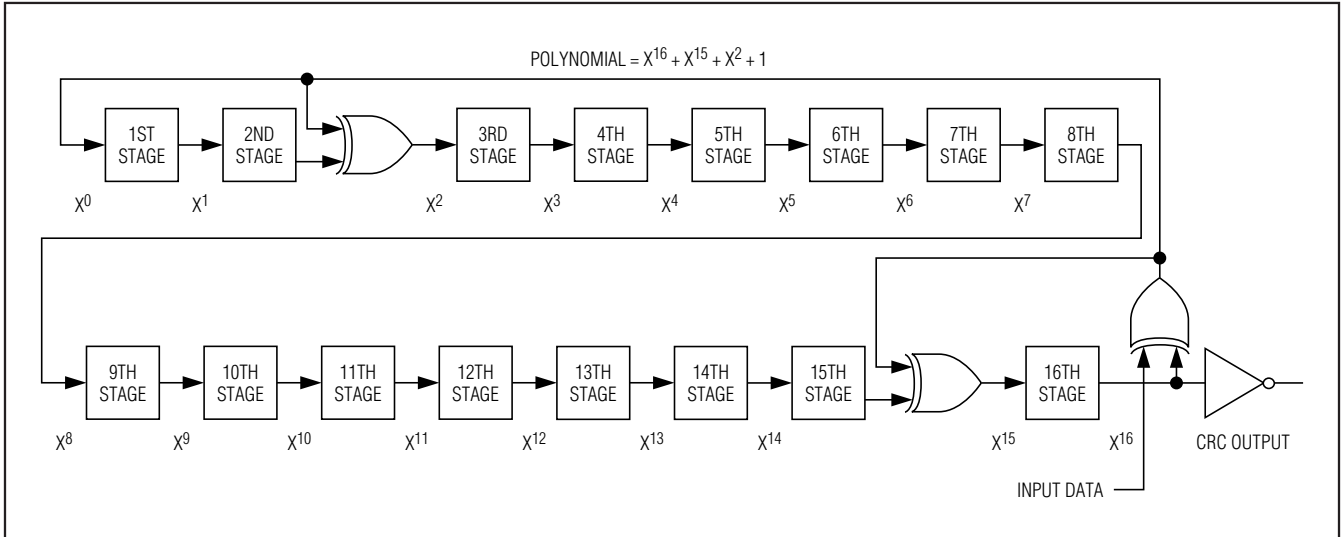 POLYNOMIAL = X¹⁶ + X¹⁵ + X² + 1
1ST STAGE
2ND STAGE
3RD STAGE
4TH STAGE
5TH STAGE
6TH STAGE
7TH STAGE
8TH STAGE
X⁰
X¹
X²
X³
X⁴
X⁵
X⁶
X⁷
9TH STAGE
10TH STAGE
11TH STAGE
12TH STAGE
13TH STAGE
14TH STAGE
15TH STAGE
16TH STAGE
X⁸
X⁹
X¹⁰
X¹¹
X¹²
X¹³
X¹⁴
X¹⁵
X¹⁶
CRC OUTPUT
INPUT DATA